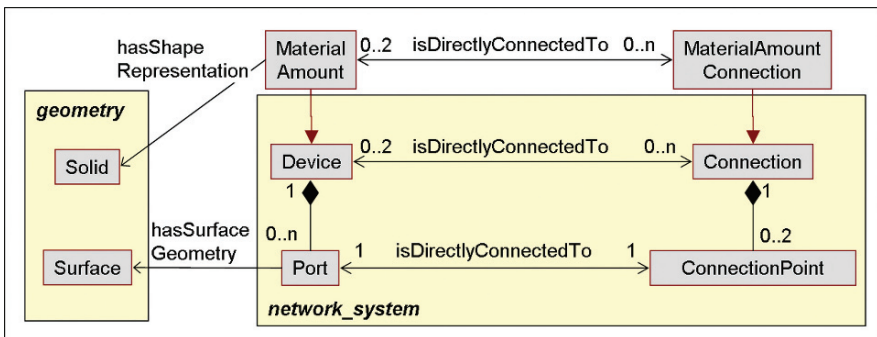 hasShape
Representation
Material
Amount
0..2 isDirectlyConnectedTo 0..n
MaterialAmount
Connection
geometry
Solid
Device
0..2 isDirectlyConnectedTo 0..n
Connection
1
1
hasSurface
Geometry
0..n
0..2
Surface
Port
1 isDirectlyConnectedTo 1
ConnectionPoint
network_system